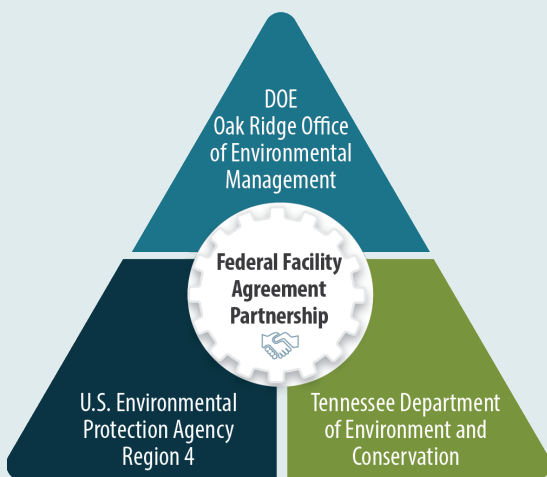 DOE
Oak Ridge Office
of Environmental
Management
Federal Facility
Agreement
Partnership
U.S. Environmental
Protection Agency
Region 4
Tennessee Department
of Environment and
Conservation